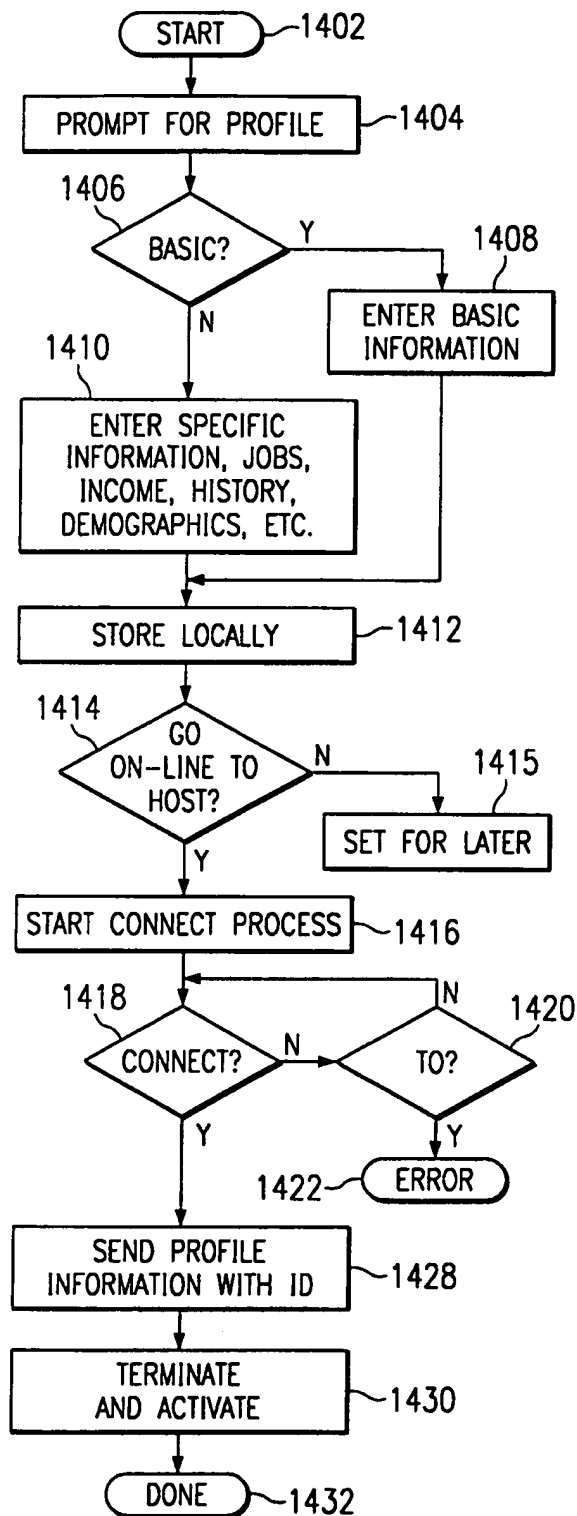 START
1402
PROMPT FOR PROFILE
1404
1406
BASIC?
Y
N
1408
ENTER BASIC
INFORMATION
1410
ENTER SPECIFIC
INFORMATION, JOBS,
INCOME, HISTORY,
DEMOGRAPHICS, ETC.
STORE LOCALLY
1412
1414
GO
ON-LINE TO
HOST?
N
Y
1415
SET FOR LATER
START CONNECT PROCESS
1416
1418
CONNECT?
N
Y
N
1420
TO?
Y
1422
ERROR
SEND PROFILE
INFORMATION WITH ID
1428
TERMINATE
AND ACTIVATE
1430
DONE
1432